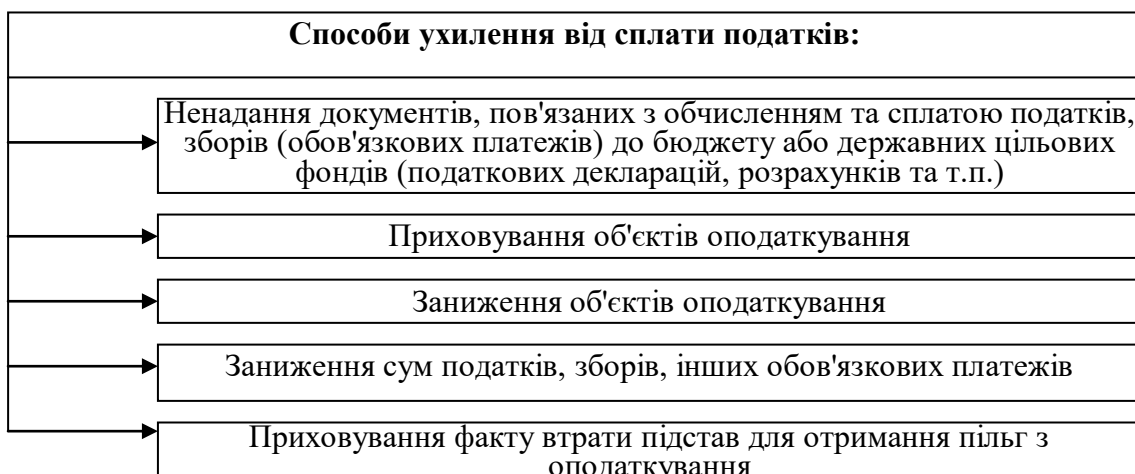 Способи ухилення від сплати податків:
Ненадання документів, пов'язаних з обчисленням та сплатою податків,
зборів (обов'язкових платежів) до бюджету або державних цільових
фондів (податкових декларацій, розрахунків та т.п.)
Приховування об'єктів оподаткування
Заниження об'єктів оподаткування
Заниження сум податків, зборів, інших обов'язкових платежів
Приховування факту втрати підстав для отримання пільг з
оподаткування